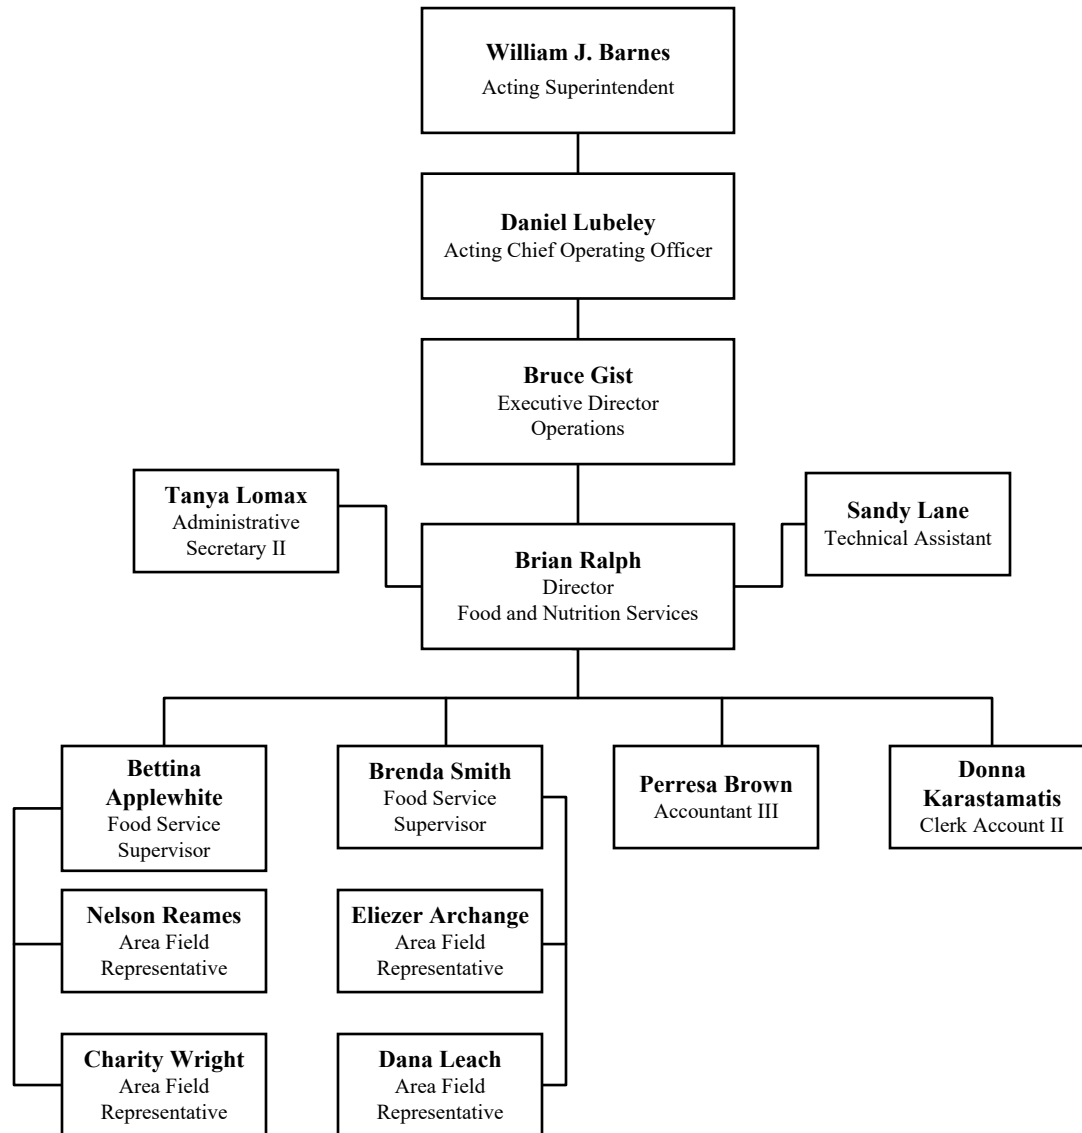 William J. Barnes
Acting Superintendent
Daniel Lubeley
Acting Chief Operating Officer
Bruce Gist
Executive Director
Operations
Tanya Lomax
Administrative
Secretary II
Sandy Lane
Technical Assistant
Brian Ralph
Director
Food and Nutrition Services
Bettina
Applewhite
Food Service
Supervisor
Brenda Smith
Food Service
Supervisor
Perresa Brown
Accountant III
Donna
Karastamatis
Clerk Account II
Nelson Reames
Area Field
Representative
Eliezer Archange
Area Field
Representative
Charity Wright
Area Field
Representative
Dana Leach
Area Field
Representative